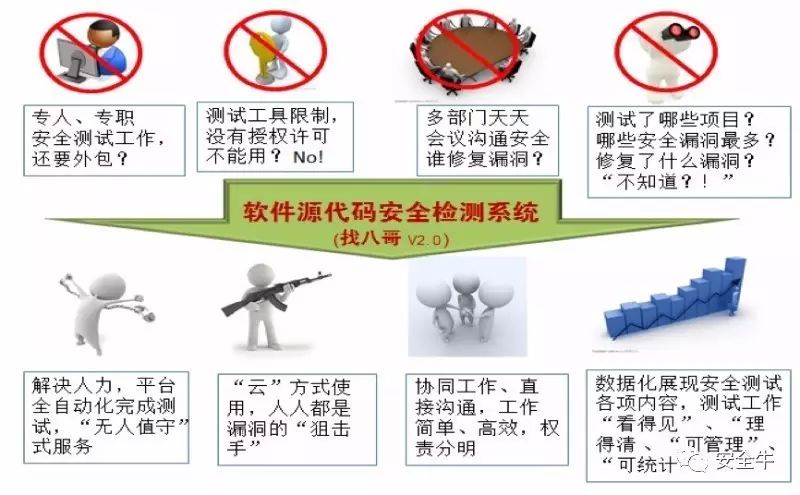 专人、专职
安全测试工作，
还要外包？
测试工具限制，
没有授权许可
不能用？No!
多部门天天
会议沟通安全
谁修复漏洞？
测试了哪些项目？
哪些安全漏洞最多？
修复了什么漏洞？
“不知道？！”
软件源代码安全检测系统
(找八哥 V2.0)
解决人力，平台
全自动化完成测
试，“无人值守”
式服务
“云”方式使
用，人人都是
漏洞的“狙击
手”
协同工作、直
接沟通，工作
简单、高效，权
责分明
数据化展现安全测试
各项内容，测试工作
“看得见”、“理
得清 、“可管理”、
“可统计
安全牛